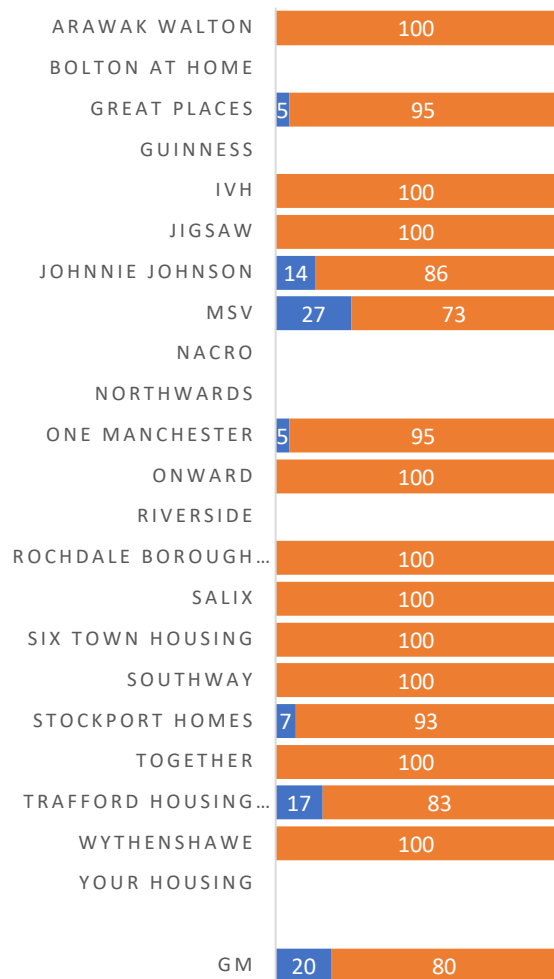 ARAWAK WALTON 100
BOLTON AT HOME
GREAT PLACES 5 95
GUINNESS
IVH 100
JIGSAW 100
JOHNNIE JOHNSON 14 86
MSV 27 73
NACRO
NORTHWARDS
ONE MANCHESTER 5 95
ONWARD 100
RIVERSIDE
ROCHDALE BOROUGH… 100
SALIX 100
SIX TOWN HOUSING 100
SOUTHWAY 100
STOCKPORT HOMES 7 93
TOGETHER 100
TRAFFORD HOUSING… 17 83
WYTHENSHAWE 100
YOUR HOUSING
GM 20 80